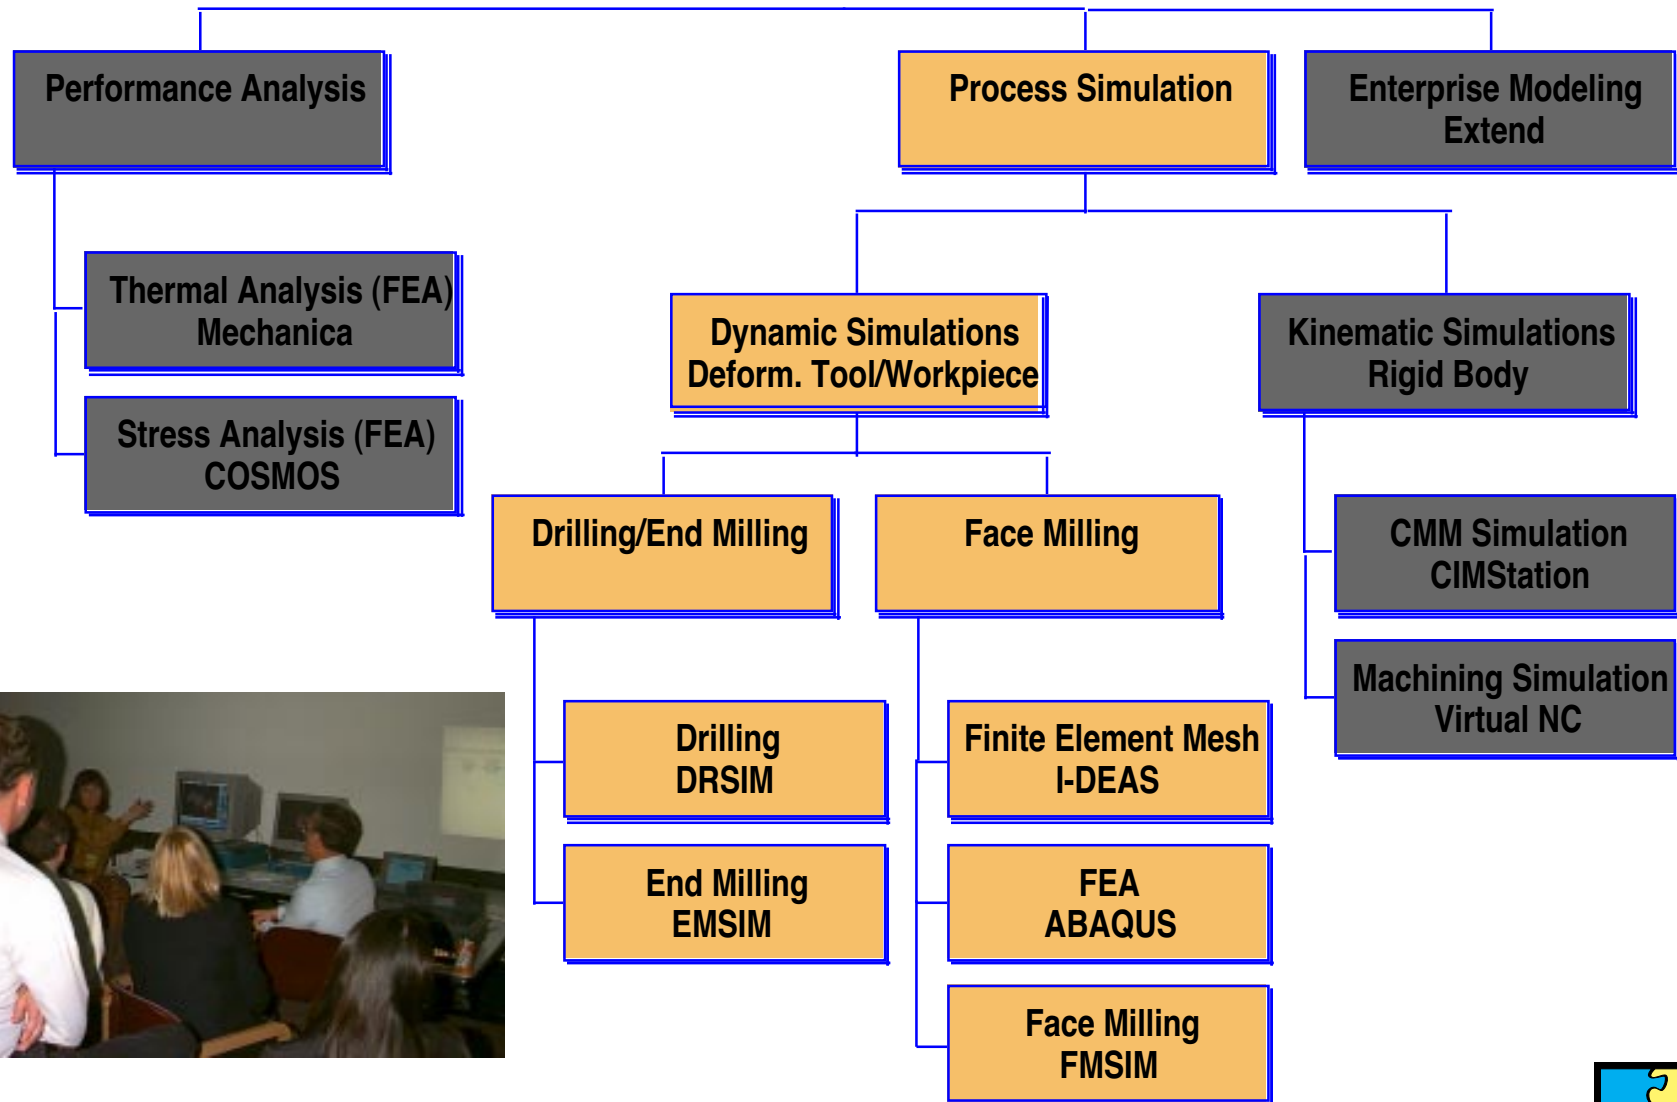 Performance Analysis
Process Simulation
Enterprise Modeling
Extend
Thermal Analysis (FEA)
Mechanica
Stress Analysis (FEA)
COSMOS
Dynamic Simulations
Deform. Tool/Workpiece
Kinematic Simulations
Rigid Body
Drilling/End Milling
Face Milling
CMM Simulation
CIMStation
Machining Simulation
Virtual NC
Drilling
DRSIM
End Milling
EMSIM
Finite Element Mesh
I-DEAS
FEA
ABAQUS
Face Milling
FMSIM